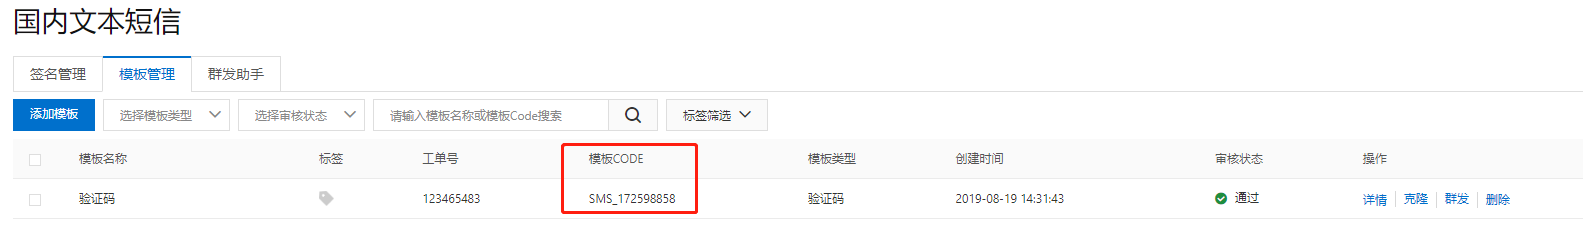 国内文本短信
签名管理 模板管理 群发助手
添加模板 选择模板类型 选择审核状态 请输入模板名称或模板Code搜索 标签筛选
模板名称 标签 工单号 模板CODE 模板类型 创建时间 审核状态 操作
验证码 123465483 SMS_172598858 验证码 2019-08-19 14:31:43 通过 详情 克隆 群发 删除